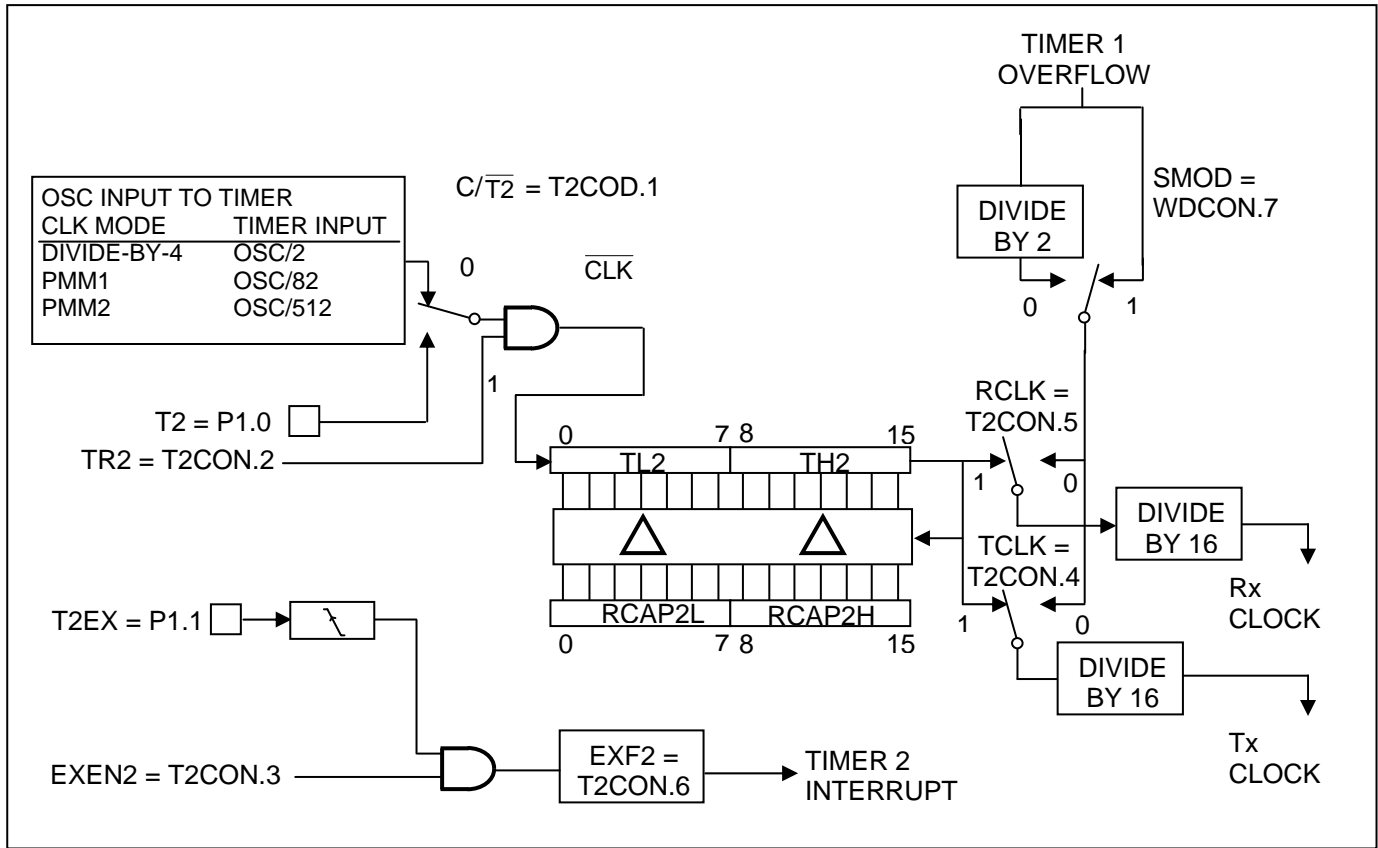 TIMER 1
OVERFLOW
SMOD =
WDCON.7
DIVIDE
BY 2
0
1
OSC INPUT TO TIMER
CLK MODE TIMER INPUT
DIVIDE-BY-4 OSC/2
PMM1 OSC/82
PMM2 OSC/512
C/T2 = T2COD.1
0
CLK
1
T2 = P1.0
TR2 = T2CON.2
0 7 8 15
TL2 TH2
RCAP2L RCAP2H
0 7 8 15
RCLK =
T2CON.5
1 0
DIVIDE
BY 16
Rx
CLOCK
TCLK =
T2CON.4
1 0
DIVIDE
BY 16
Tx
CLOCK
T2EX = P1.1
EXEN2 = T2CON.3
EXF2 =
T2CON.6
TIMER 2
INTERRUPT